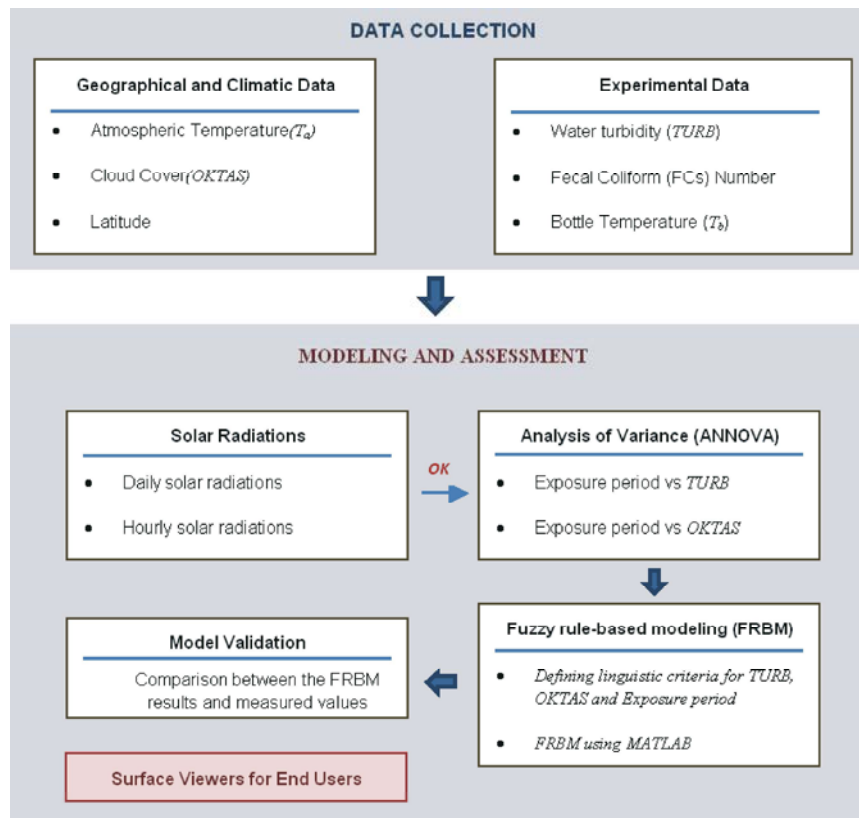 DATA COLLECTION
Geographical and Climatic Data
• Atmospheric Temperature(Ta)
• Cloud Cover(OKTAS)
• Latitude
Experimental Data
• Water turbidity (TURB)
• Fecal Coliform (FCs) Number
• Bottle Temperature (Tb)
MODELING AND ASSESSMENT
Solar Radiations
• Daily solar radiations
• Hourly solar radiations
OK
Analysis of Variance (ANNOVA)
• Exposure period vs TURB
• Exposure period vs OKTAS
Fuzzy rule-based modeling (FRBM)
• Defining linguistic criteria for TURB,
OKTAS and Exposure period
• FRBM using MATLAB
Model Validation
Comparison between the FRBM
results and measured values
Surface Viewers for End Users